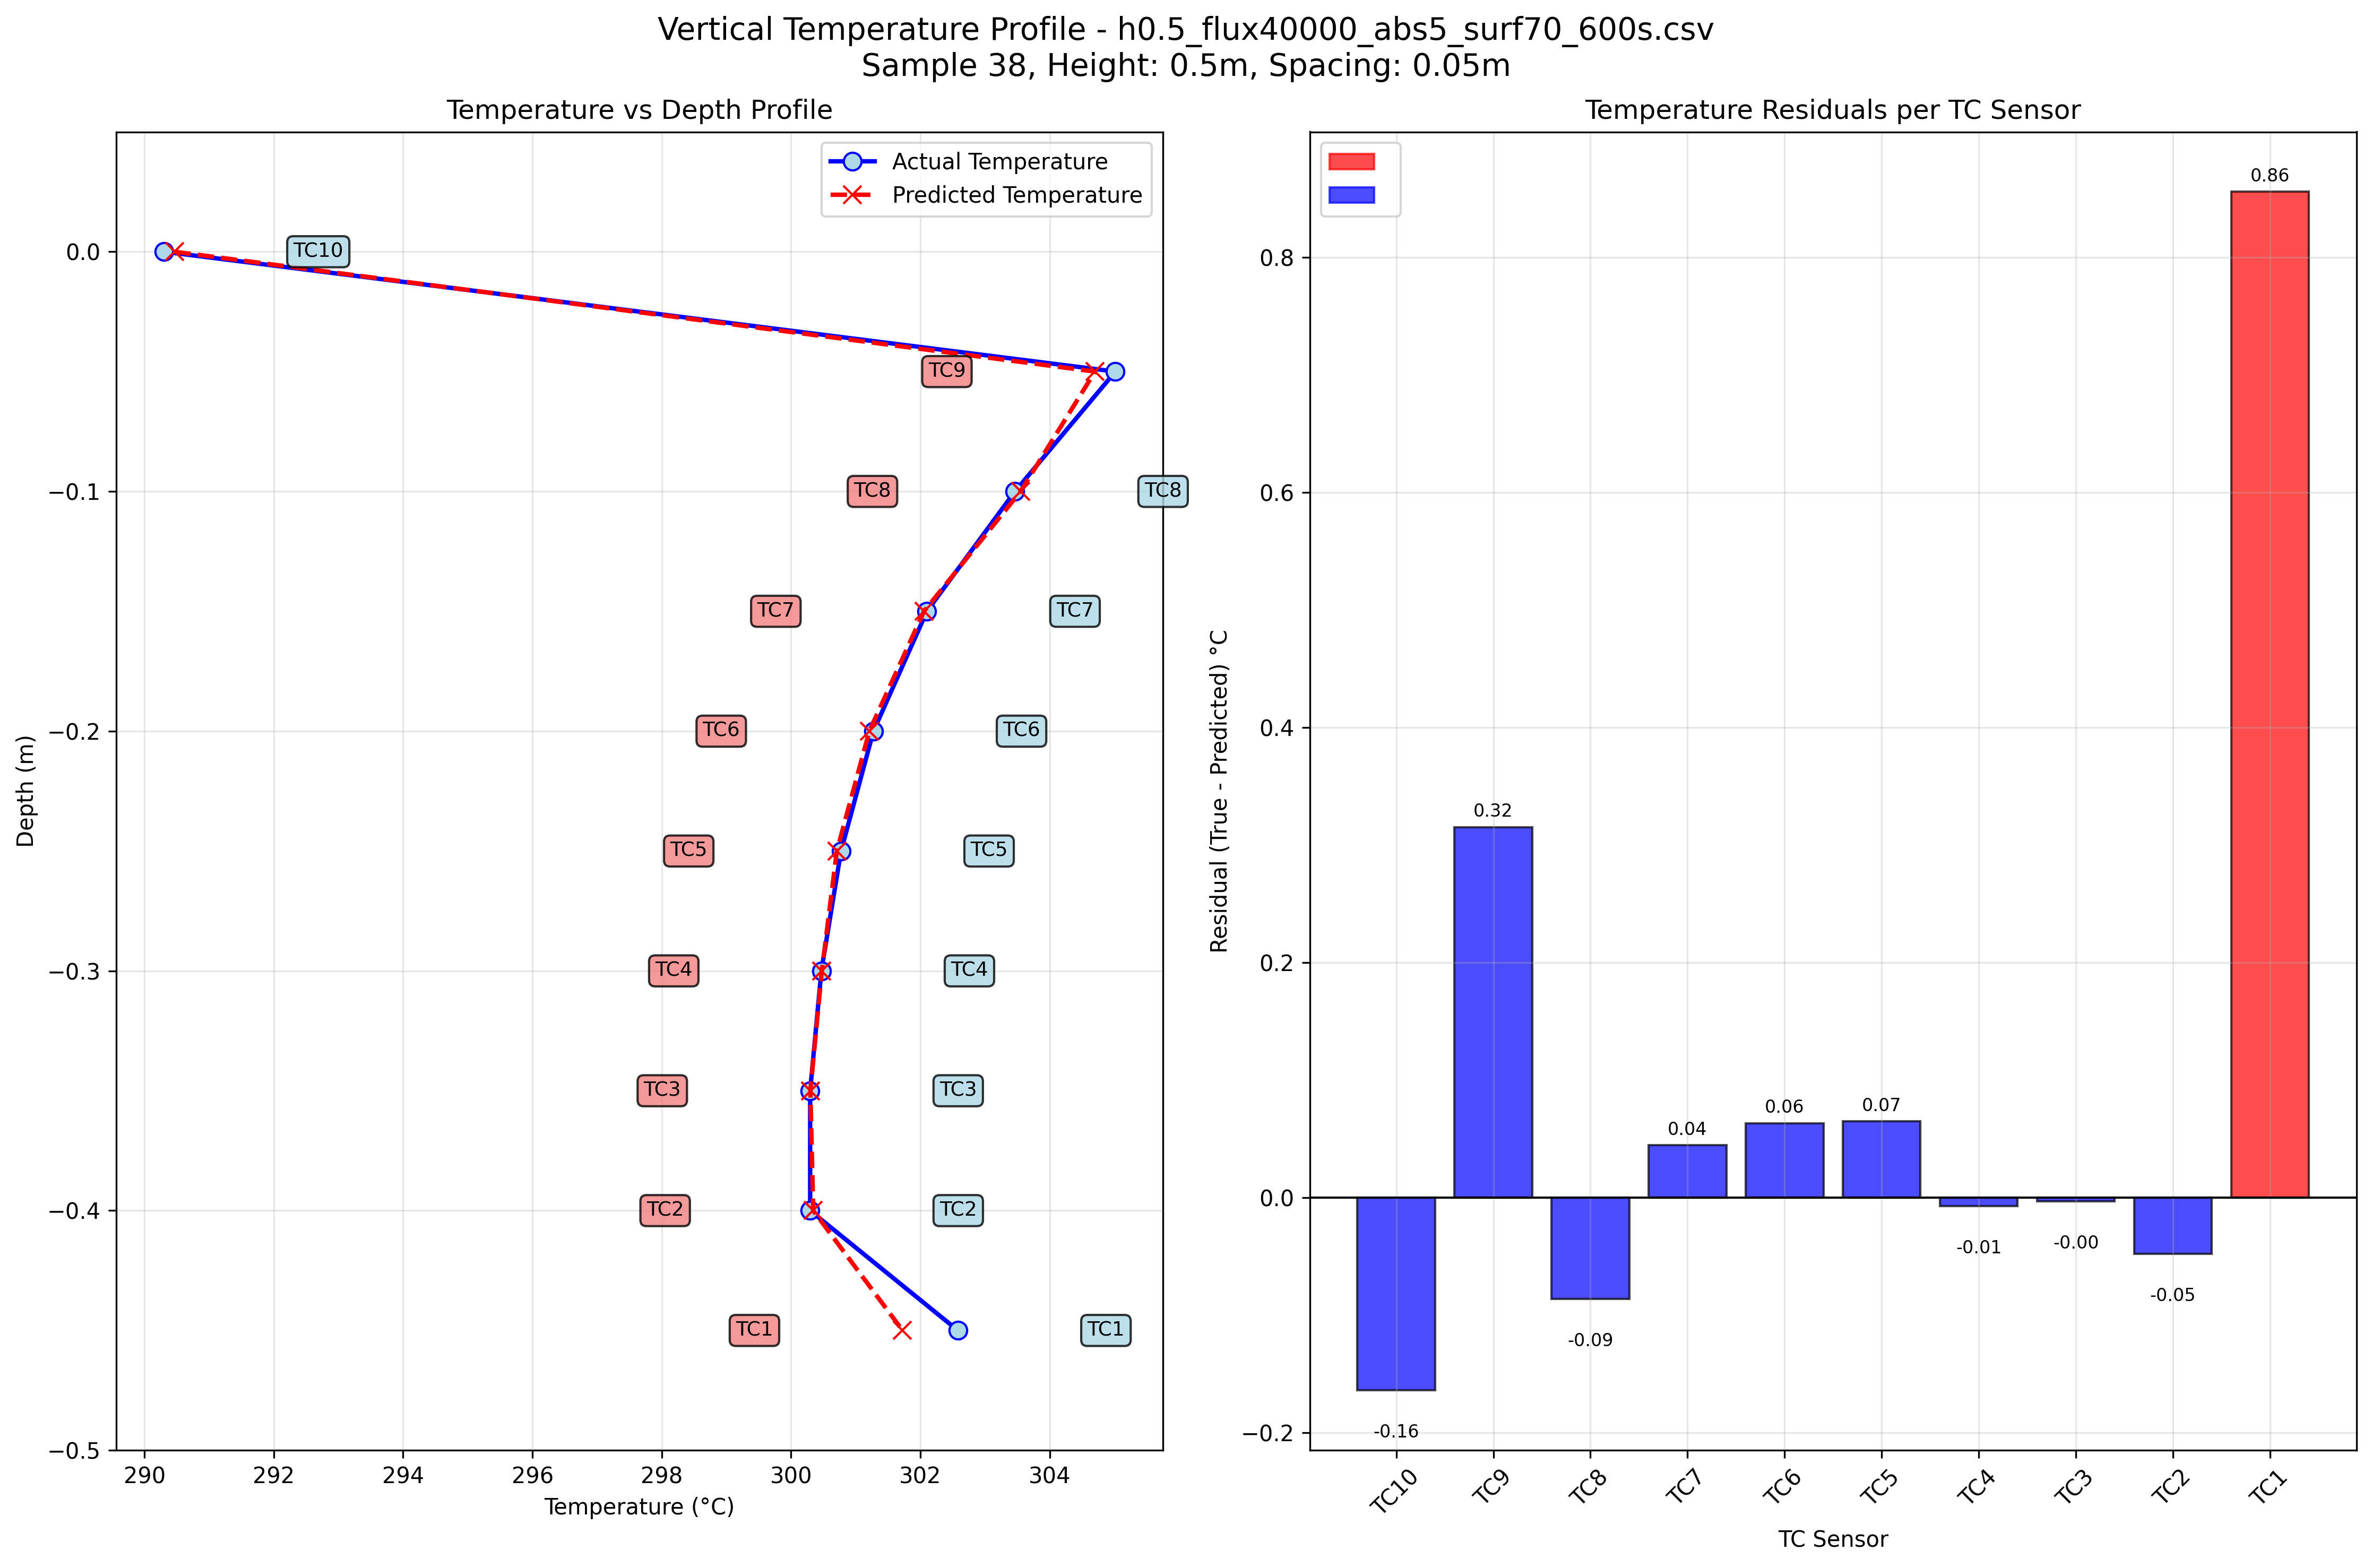 Vertical Temperature Profile - h0.5_flux40000_abs5_surf70_600s.csv
Sample 38, Height: 0.5m, Spacing: 0.05m
Temperature vs Depth Profile
Actual Temperature
Predicted Temperature
TC10
TC9
TC8
TC8
TC7
TC7
TC6
TC6
TC5
TC5
TC4
TC4
TC3
TC3
TC2
TC2
TC1
TC1
0.0
−0.1
−0.2
−0.3
−0.4
−0.5
Depth (m)
290
292
294
296
298
300
302
304
Temperature (°C)
Temperature Residuals per TC Sensor
0.8
0.6
0.4
0.2
0.0
−0.2
Residual (True - Predicted) °C
-0.16
0.32
-0.09
0.04
0.06
0.07
-0.01
-0.00
-0.05
0.86
TC10
TC9
TC8
TC7
TC6
TC5
TC4
TC3
TC2
TC1
TC Sensor